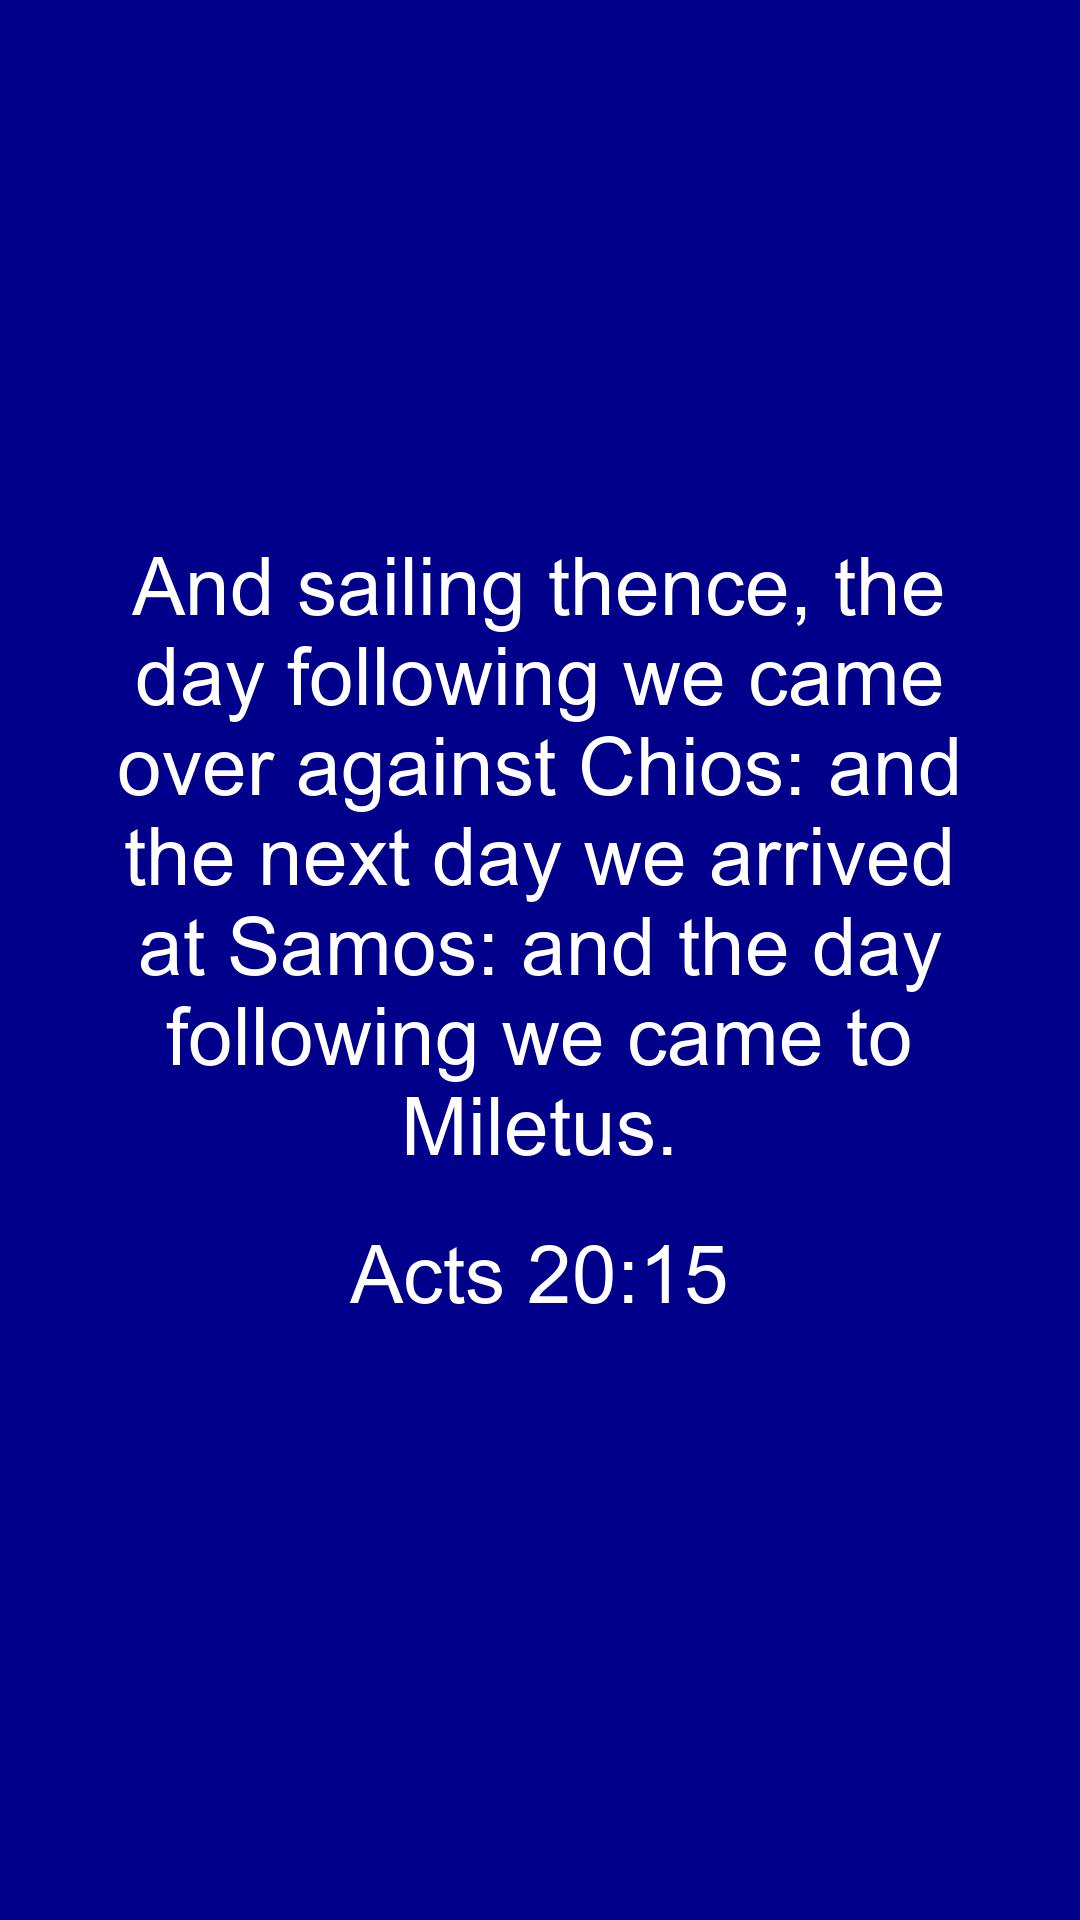 And sailing thence, the
day following we came
over against Chios: and
the next day we arrived
at Samos: and the day
following we came to
Miletus.
Acts 20:15